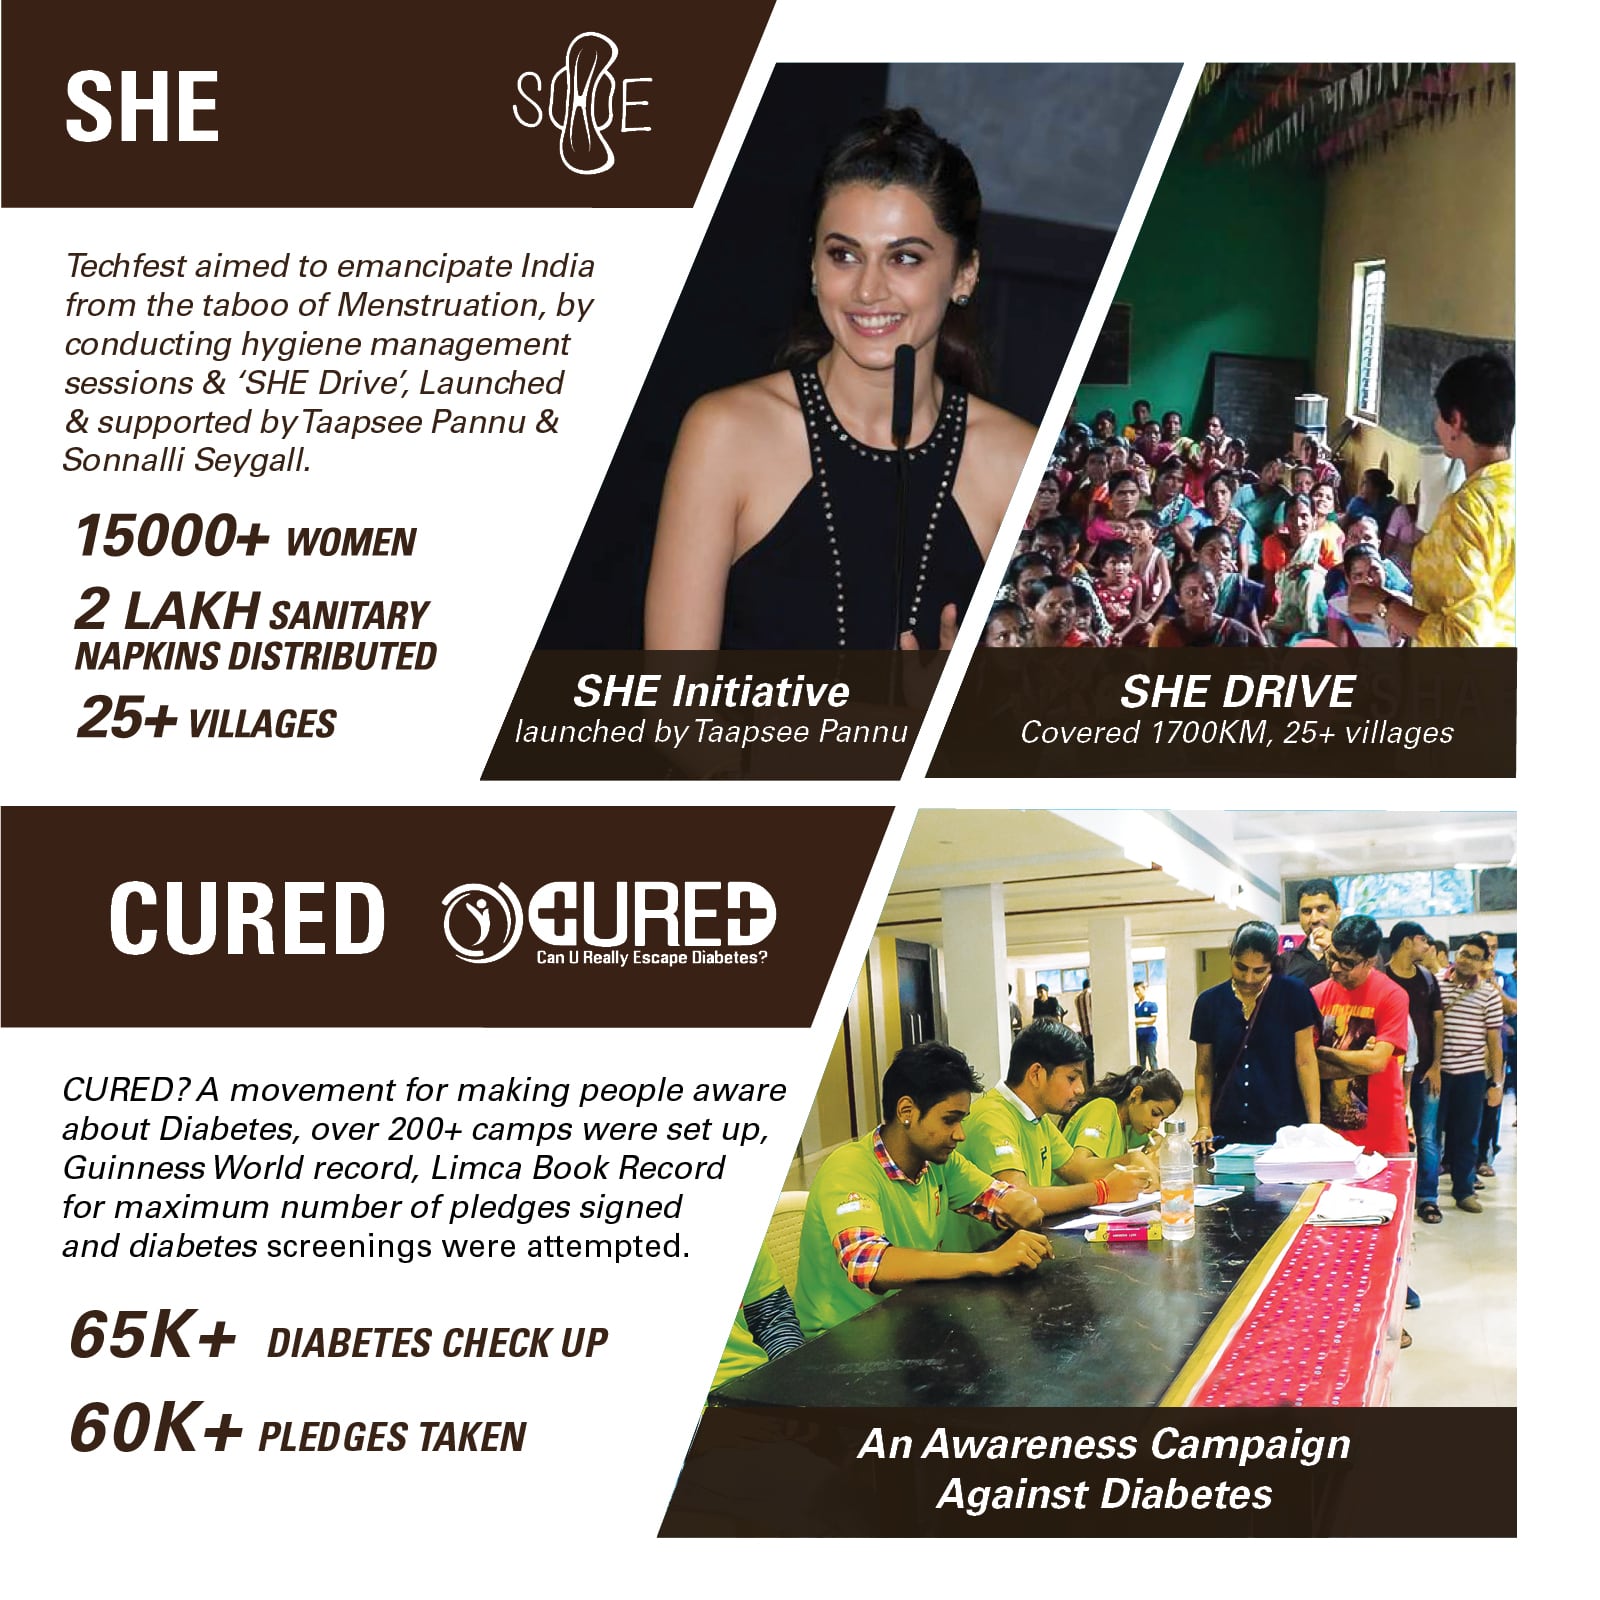 SHE
SHE
Techfest aimed to emancipate India
from the taboo of Menstruation, by
conducting hygiene management
sessions & ‘SHE Drive’, Launched
& supported by Taapsee Pannu &
Sonnalli Seygall.
15000+ WOMEN
2 LAKH SANITARY
NAPKINS DISTRIBUTED
25+ VILLAGES
SHE Initiative
launched by Taapsee Pannu
SHE DRIVE
Covered 1700KM, 25+ villages
CURED
CURED
Can U Really Escape Diabetes?
CURED? A movement for making people aware
about Diabetes, over 200+ camps were set up,
Guinness World record, Limca Book Record
for maximum number of pledges signed
and diabetes screenings were attempted.
65K+ DIABETES CHECK UP
60K+ PLEDGES TAKEN
An Awareness Campaign
Against Diabetes